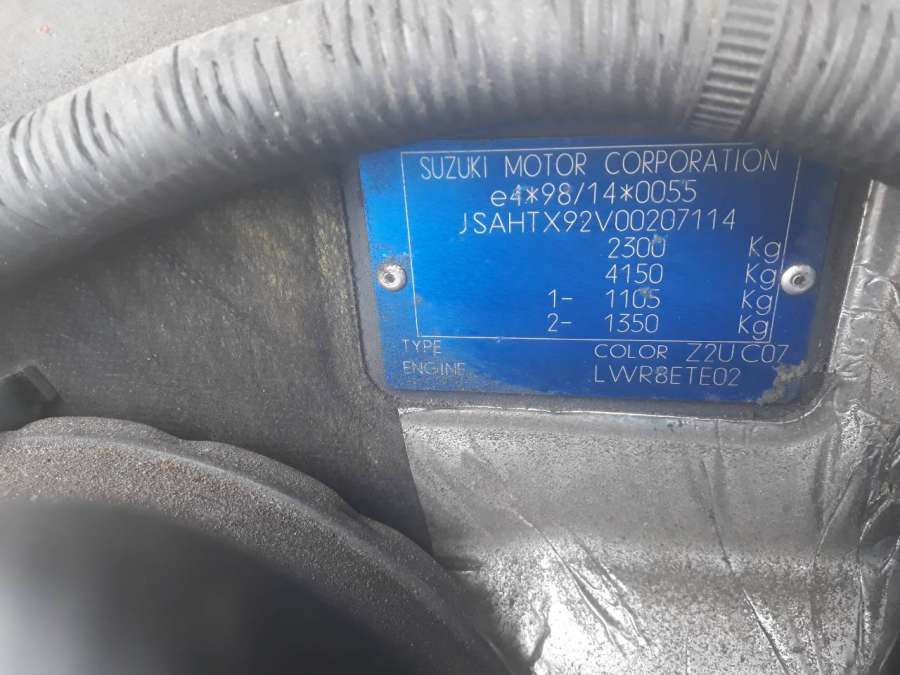 SUZUKI MOTOR CORPORATION
e4*98/14*0055
JSAHTX92V00207114
2300 Kg
4150 Kg
1- 1105 Kg
2- 1350 Kg
TYPE COLOR Z2U C07
ENGINE LWR8ETE02